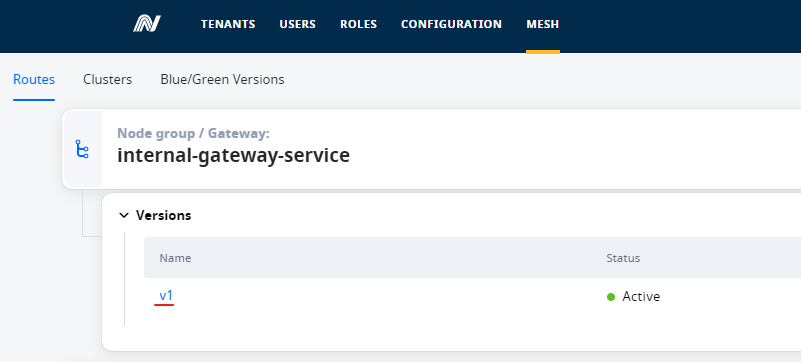 TENANTS USERS ROLES CONFIGURATION MESH
Routes Clusters Blue/Green Versions
Node group / Gateway:
internal-gateway-service
Versions
Name Status
v1 Active